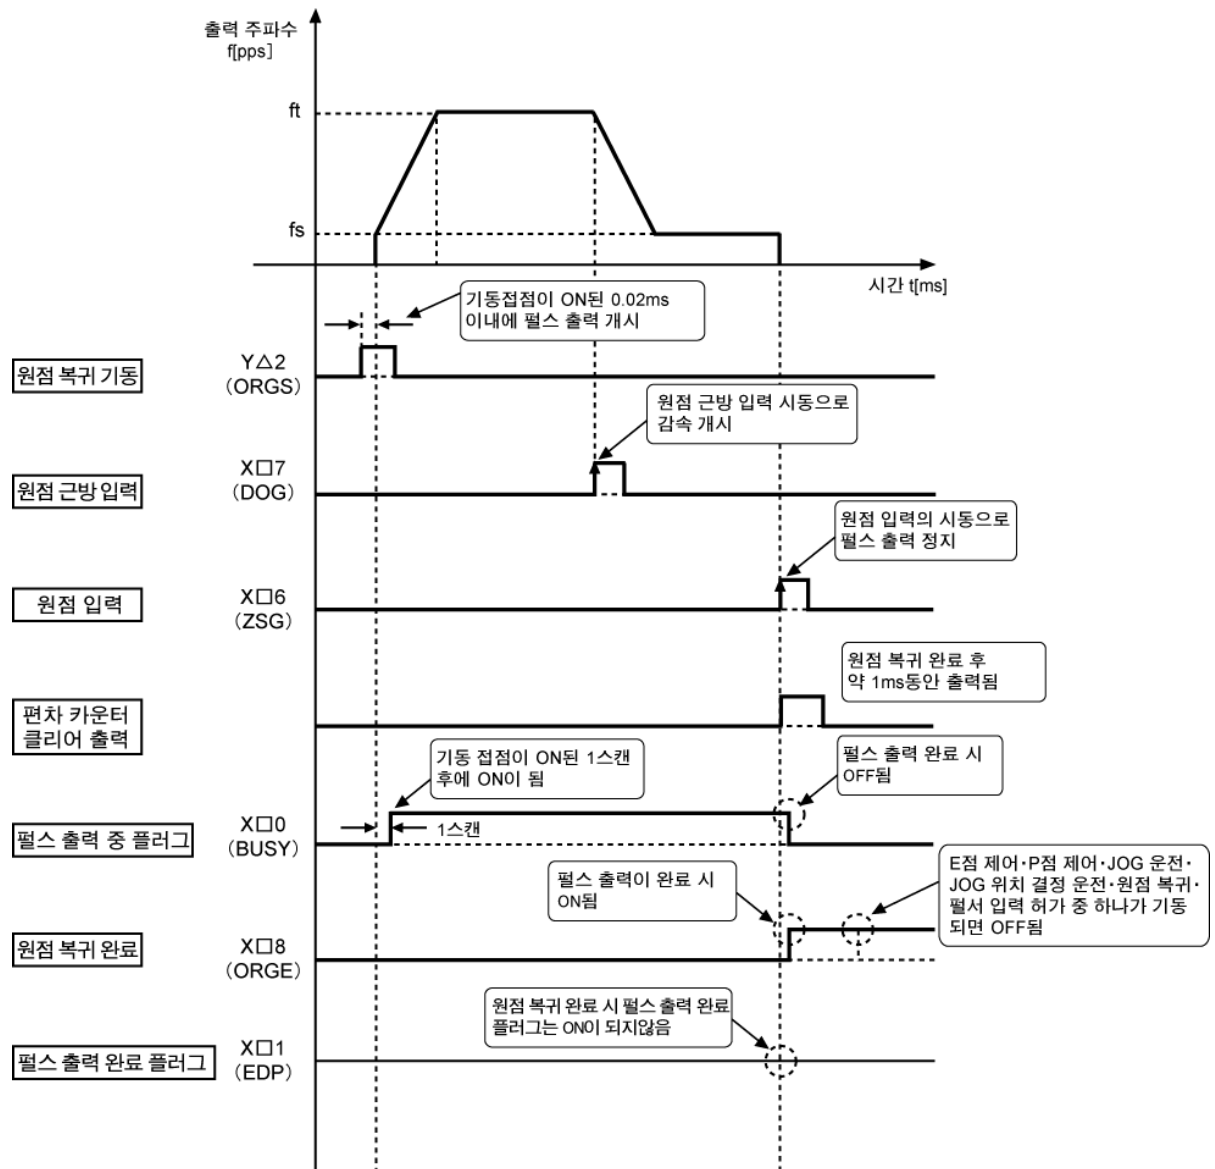 출력 주파수
f[pps]
ft
fs
시간 t[ms]
기동접점이 ON된 0.02ms
이내에 펄스 출력 개시
원점 복귀 기동
Y△2
(ORGS)
원점 근방 입력 시동으로
감속 개시
원점 근방 입력
X□7
(DOG)
원점 입력의 시동으로
펄스 출력 정지
원점 입력
X□6
(ZSG)
원점 복귀 완료 후
약 1ms동안 출력됨
편차 카운터
클리어 출력
기동 접점이 ON된 1스캔
후에 ON이 됨
펄스 출력 완료 시
OFF됨
펄스 출력 중 플러그
X□0
(BUSY)
1스캔
펄스 출력이 완료 시
ON됨
E점 제어·P점 제어·JOG 운전·
JOG 위치 결정 운전·원점 복귀·
펄서 입력 허가 중 하나가 기동
되면 OFF됨
원점 복귀 완료
X□8
(ORGE)
원점 복귀 완료 시 펄스 출력 완료
플러그는 ON이 되지않음
펄스 출력 완료 플러그
X□1
(EDP)